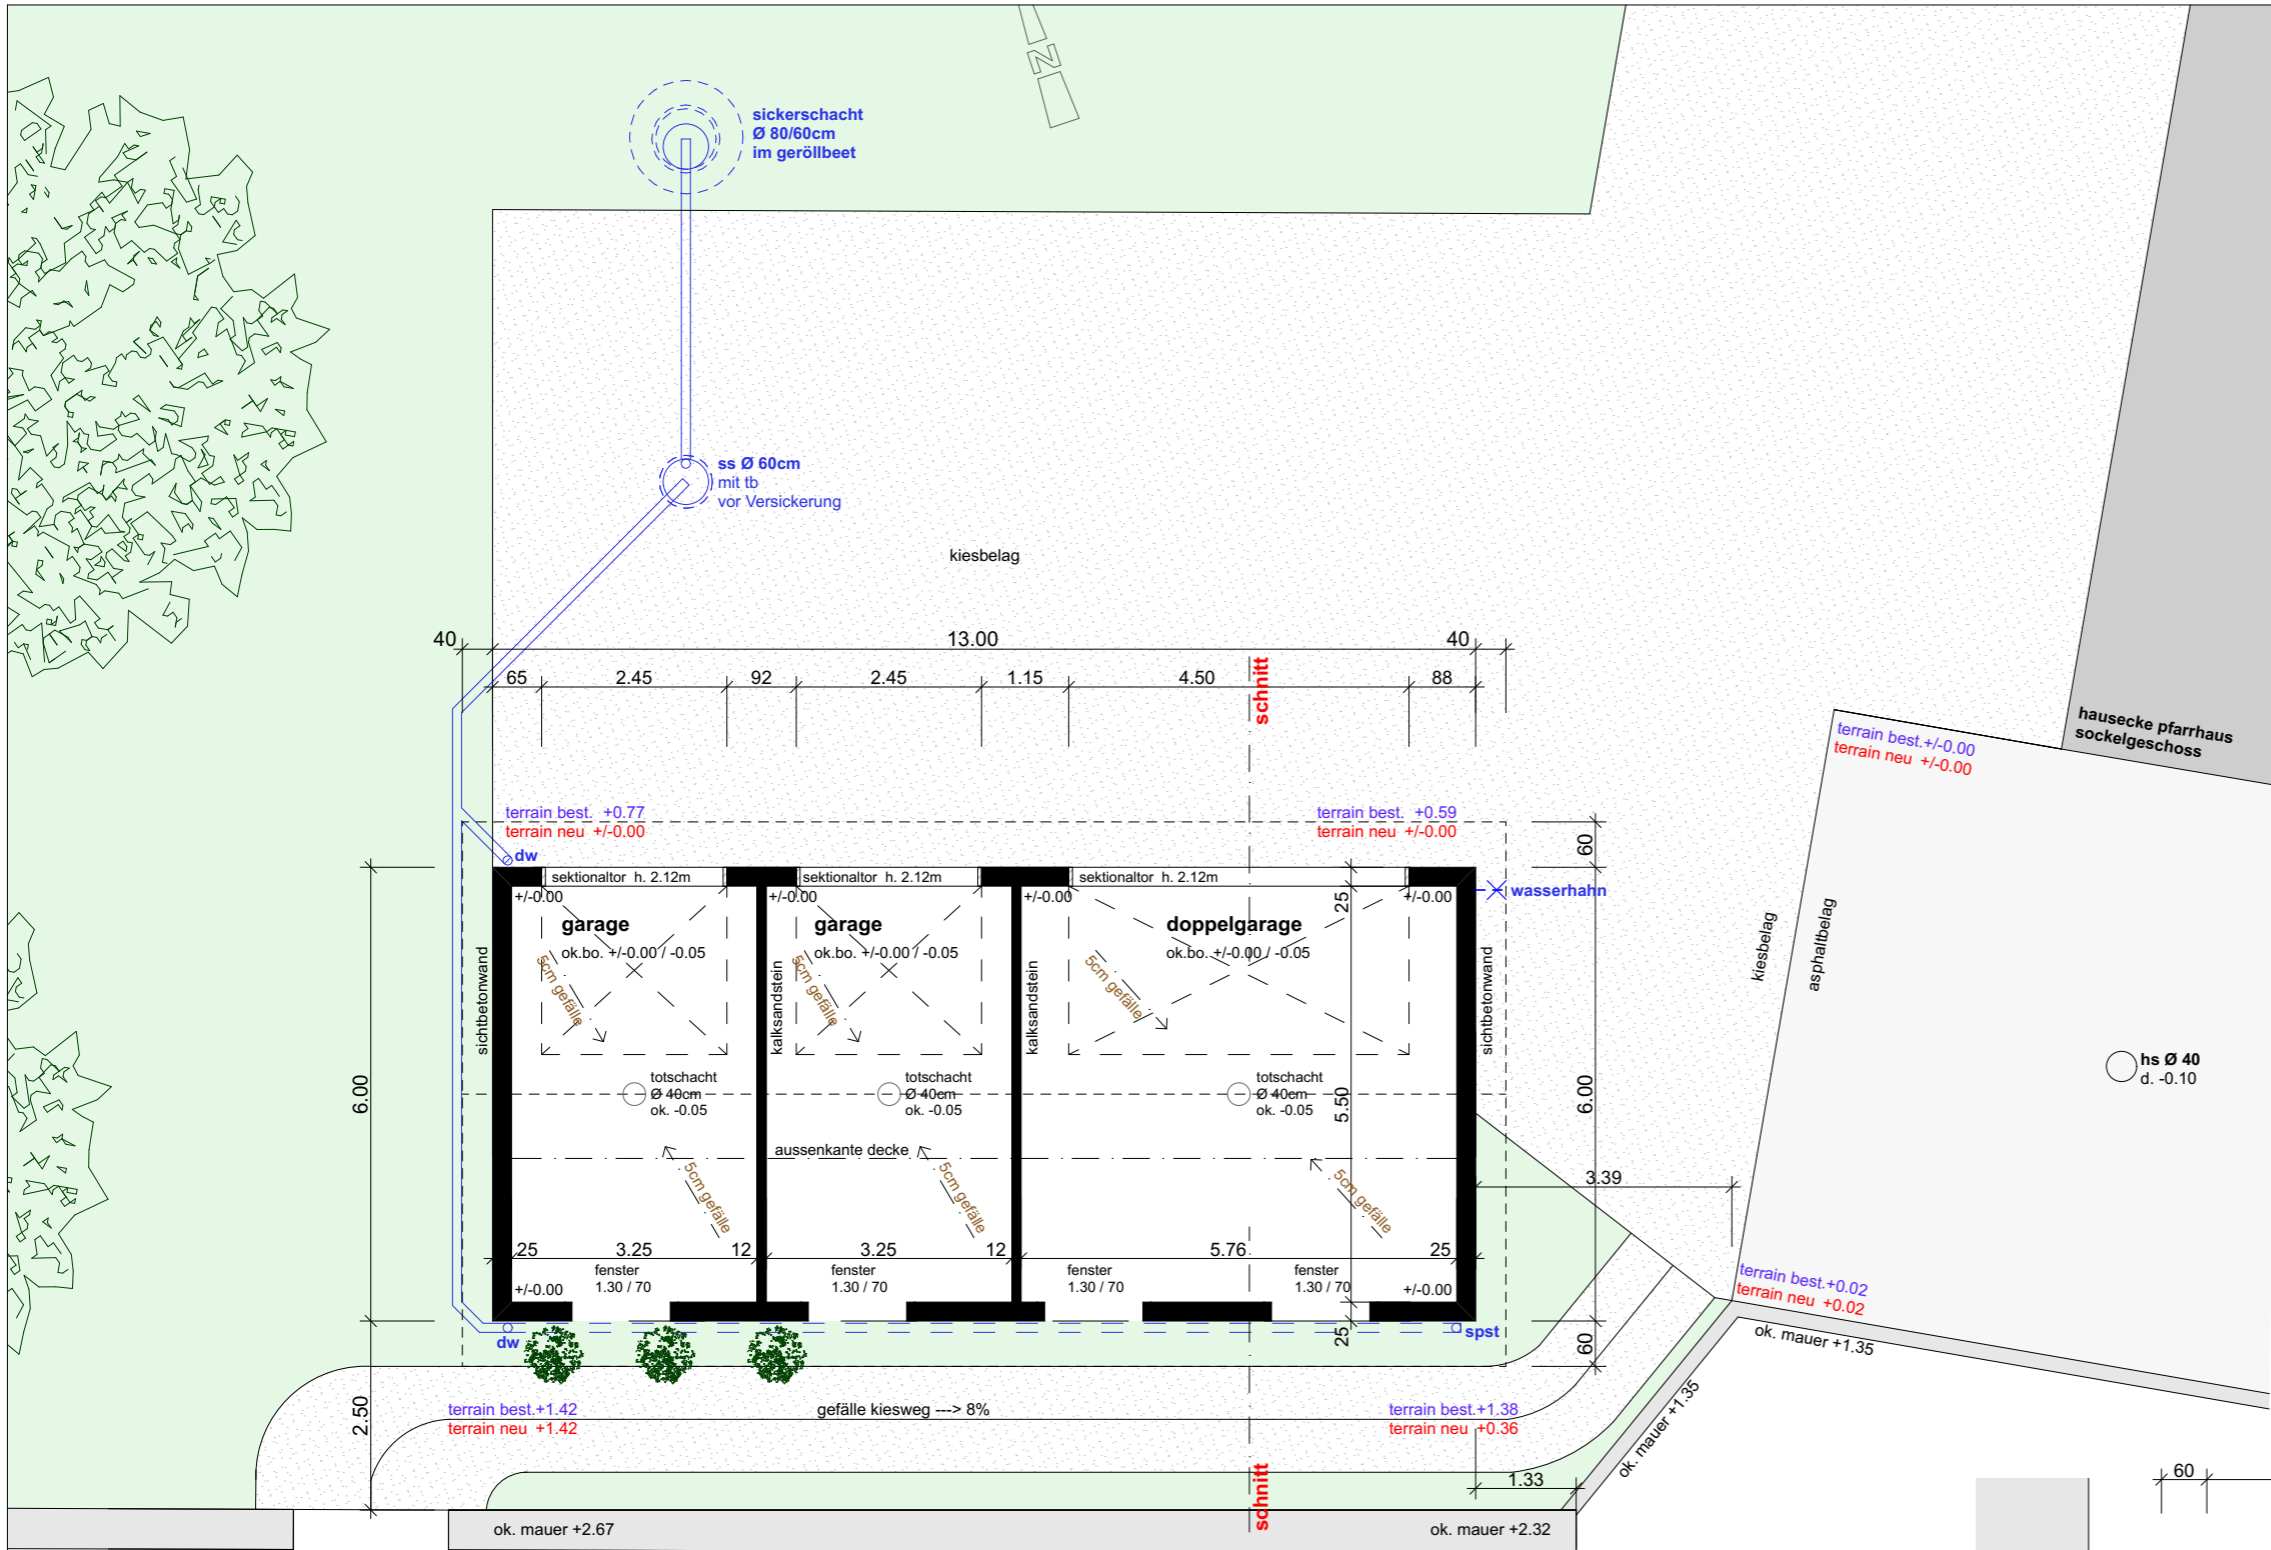 N
sickerschacht
Ø 80/60cm
im geröllbeet
ss Ø 60cm
mit tb
vor Versickerung
kiesbelag
40
13.00
40
65
2.45
92
2.45
1.15
4.50
88
schnitt
hausecke pfarrhaus
sockelgeschoss
terrain best.+/-0.00
terrain neu +/-0.00
terrain best. +0.77
terrain neu +/-0.00
terrain best. +0.59
terrain neu +/-0.00
60
dw
sektionaltor h. 2.12m
sektionaltor h. 2.12m
sektionaltor h. 2.12m
+/-0.00
+/-0.00
+/-0.00
+/-0.00
25
wasserhahn
garage
ok.bo. +/-0.00 / -0.05
garage
ok.bo. +/-0.00 / -0.05
doppelgarage
ok.bo. +/-0.00 / -0.05
5cm gefälle
5cm gefälle
5cm gefälle
sichtbetonwand
kalksandstein
kalksandstein
sichtbetonwand
kiesbelag
asphaltbelag
totschacht
Ø 40cm
ok. -0.05
totschacht
Ø 40cm
ok. -0.05
totschacht
Ø 40cm
ok. -0.05
hs Ø 40
d. -0.10
6.00
5.50
6.00
aussenkante decke
5cm gefälle
5cm gefälle
5cm gefälle
3.39
25
3.25
12
3.25
12
5.76
25
fenster
1.30 / 70
fenster
1.30 / 70
fenster
1.30 / 70
fenster
1.30 / 70
+/-0.00
+/-0.00
terrain best.+0.02
terrain neu +0.02
dw
spst
25
60
ok. mauer +1.35
2.50
terrain best.+1.42
terrain neu +1.42
gefälle kiesweg ---> 8%
terrain best.+1.38
terrain neu +0.36
ok. mauer +1.35
1.33
60
schnitt
ok. mauer +2.67
ok. mauer +2.32